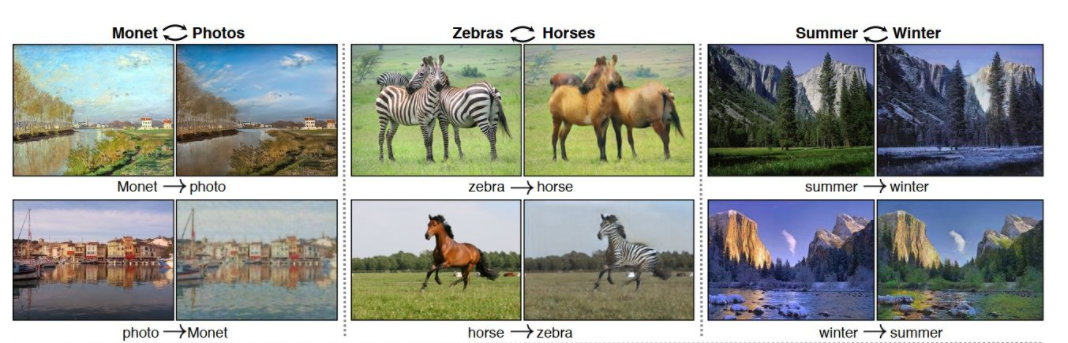 Monet ⇄ Photos
Zebras ⇄ Horses
Summer ⇄ Winter
Monet → photo
zebra → horse
summer → winter
photo → Monet
horse → zebra
winter → summer